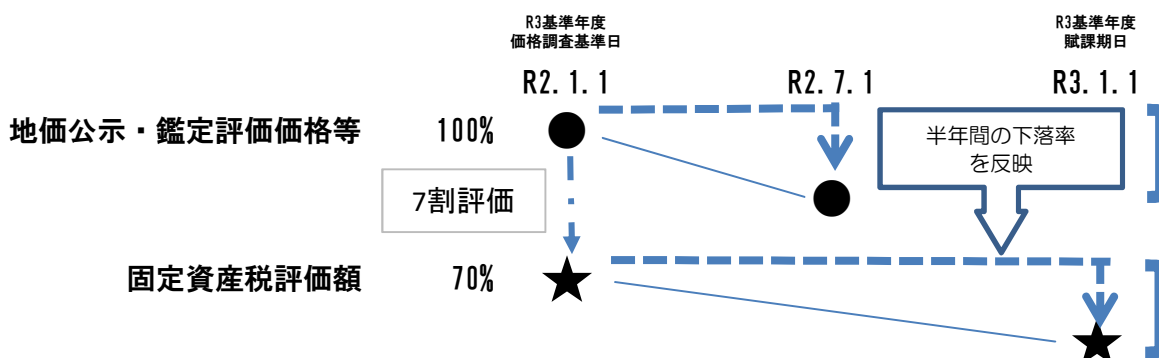 R3基準年度
価格調査基準日
R3基準年度
賦課期日
R2.1.1
R2.7.1
R3.1.1
地価公示・鑑定評価価格等
100%
半年間の下落率
を反映
7割評価
固定資産税評価額
70%